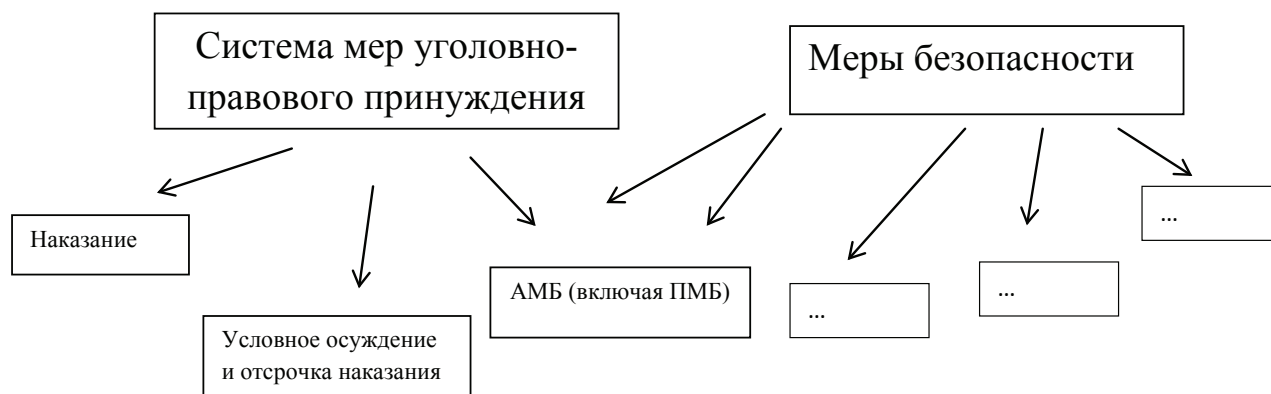 Система мер уголовно-
правового принуждения
Меры безопасности
Наказание
Условное осуждение
и отсрочка наказания
АМБ (включая ПМБ)
...
...
...